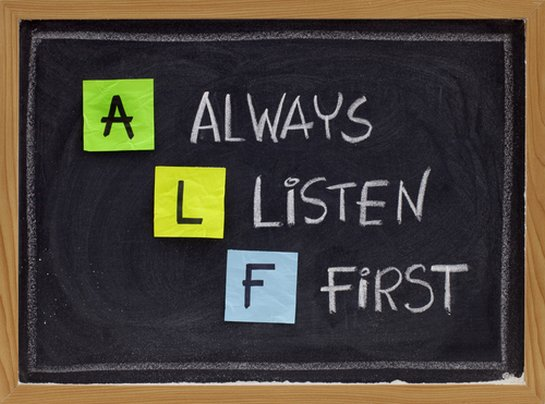 A ALWAYS
L LiSTEN
F FiRST